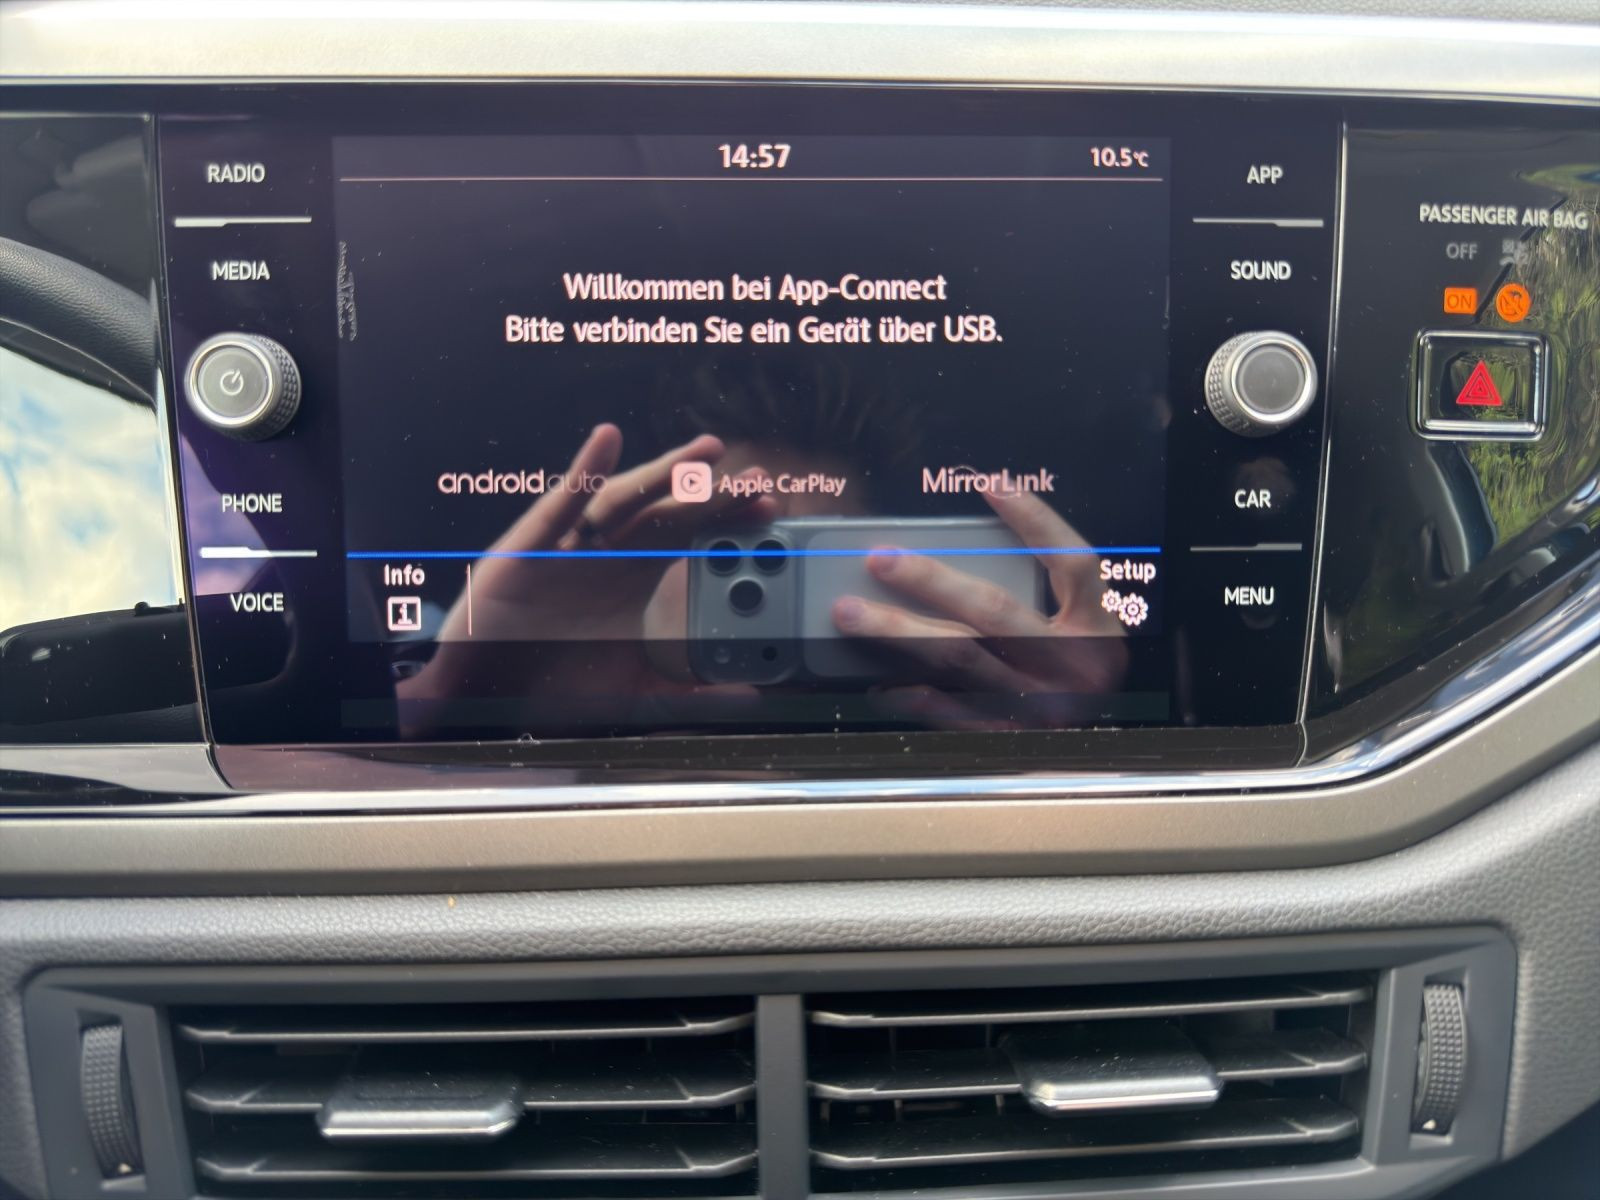 14:57
10.5°C
RADIO
MEDIA
PHONE
VOICE
Willkommen bei App-Connect
Bitte verbinden Sie ein Gerät über USB.
androidauto
Apple CarPlay
MirrorLink
Info
Setup
APP
SOUND
CAR
MENU
PASSENGER AIR BAG
OFF
ON